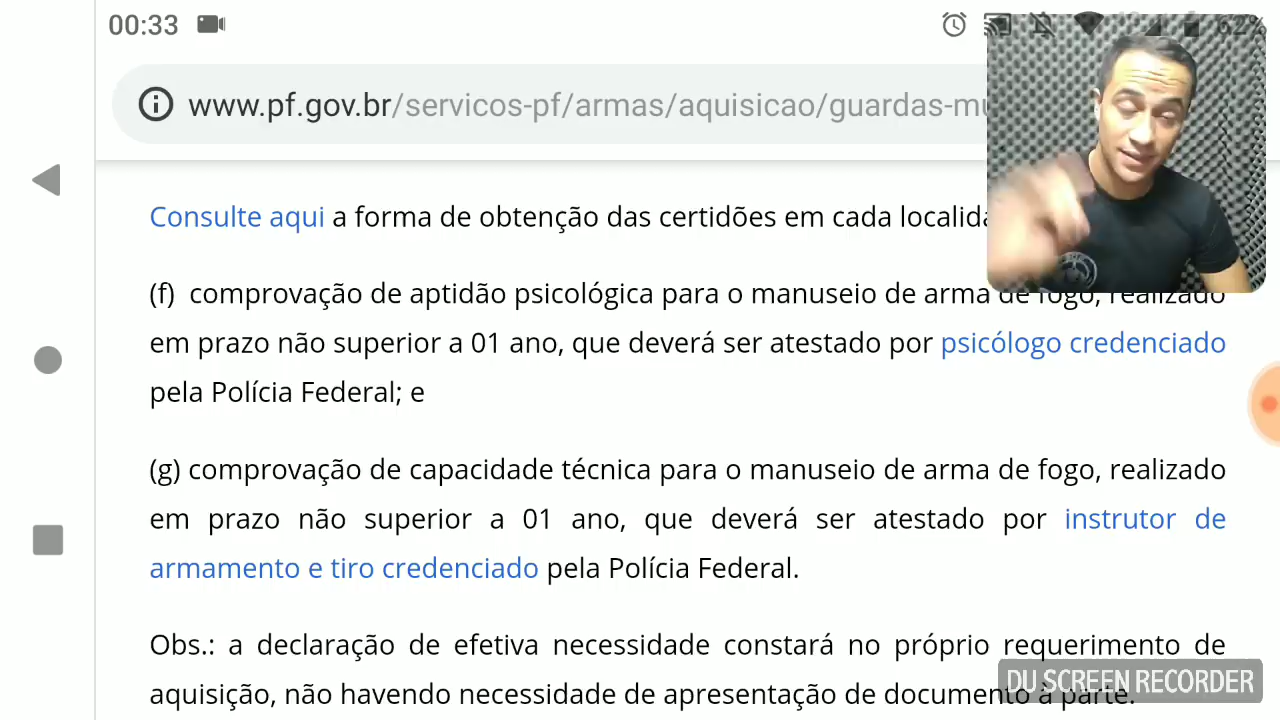 00:33
62%
www.pf.gov.br/servicos-pf/armas/aquisicao/guardas-mu
Consulte aqui a forma de obtenção das certidões em cada localida
(f) comprovação de aptidão psicológica para o manuseio de arma de fogo, realizado
em prazo não superior a 01 ano, que deverá ser atestado por psicólogo credenciado
pela Polícia Federal; e
(g) comprovação de capacidade técnica para o manuseio de arma de fogo, realizado
em prazo não superior a 01 ano, que deverá ser atestado por instrutor de
armamento e tiro credenciado pela Polícia Federal.
Obs.: a declaração de efetiva necessidade constará no próprio requerimento de
aquisição, não havendo necessidade de apresentação de documento à parte.
DU SCREEN RECORDER